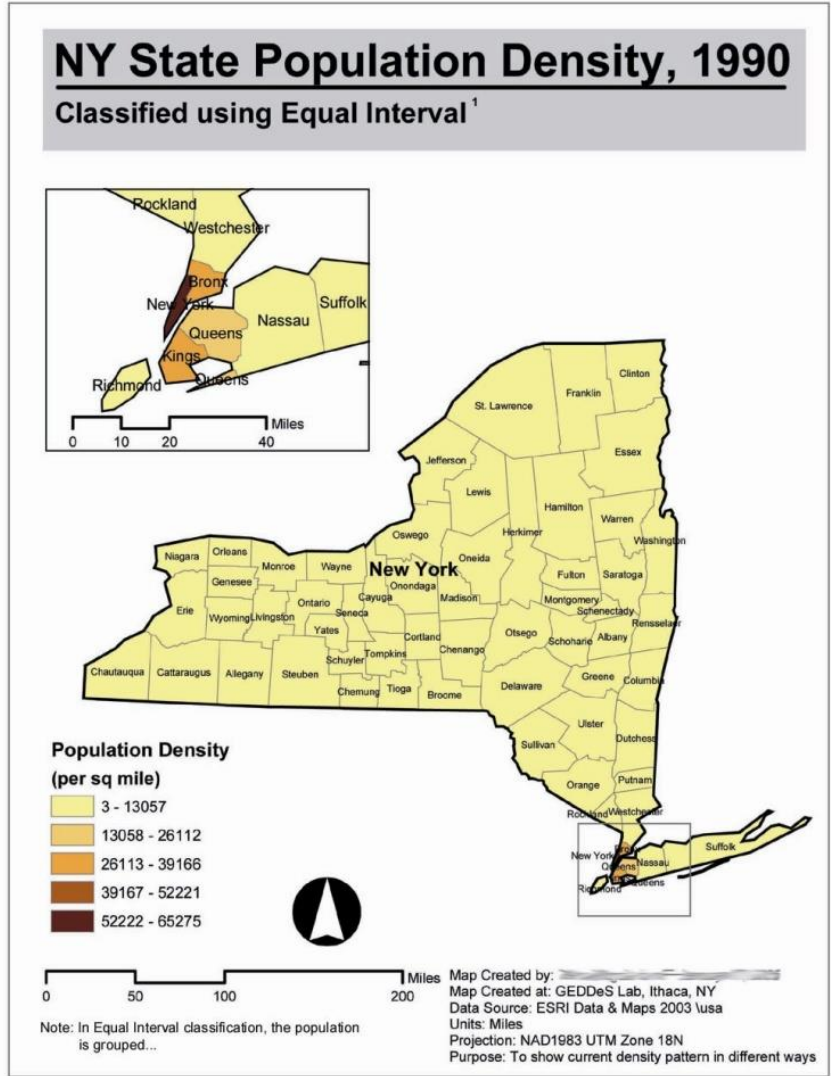 NY State Population Density, 1990
Classified using Equal Interval 1
Rockland
Westchester
Bronx
New York
Queens
Nassau
Suffolk
Kings
Queens
Richmond
Miles
0 10 20 40
Clinton
Franklin
St. Lawrence
Essex
Jefferson
Lewis
Hamilton
Warren
Herkimer
Washington
Oswego
Oneida
Niagara
Orleans
Monroe
Wayne
New York
Fulton
Saratoga
Genesee
Onondaga
Madison
Montgomery
Schenectady
Erie
Wyoming
Livingston
Ontario
Seneca
Cayuga
Yates
Rensselaer
Otsego
Schoharie
Albany
Cortland
Chenango
Schuyler
Tompkins
Chautauqua
Cattaraugus
Allegany
Steuben
Chemung
Tioga
Broome
Delaware
Greene
Columbia
Ulster
Dutchess
Sullivan
Orange
Putnam
Rockland
Westchester
Bronx
New York
Queens
Nassau
Suffolk
Queens
Richmond
Population Density
(per sq mile)
3 - 13057
13058 - 26112
26113 - 39166
39167 - 52221
52222 - 65275
Miles
0 50 100 200
Note: In Equal Interval classification, the population
is grouped...
Map Created by:
Map Created at: GEDDeS Lab, Ithaca, NY
Data Source: ESRI Data & Maps 2003 \usa
Units: Miles
Projection: NAD1983 UTM Zone 18N
Purpose: To show current density pattern in different ways